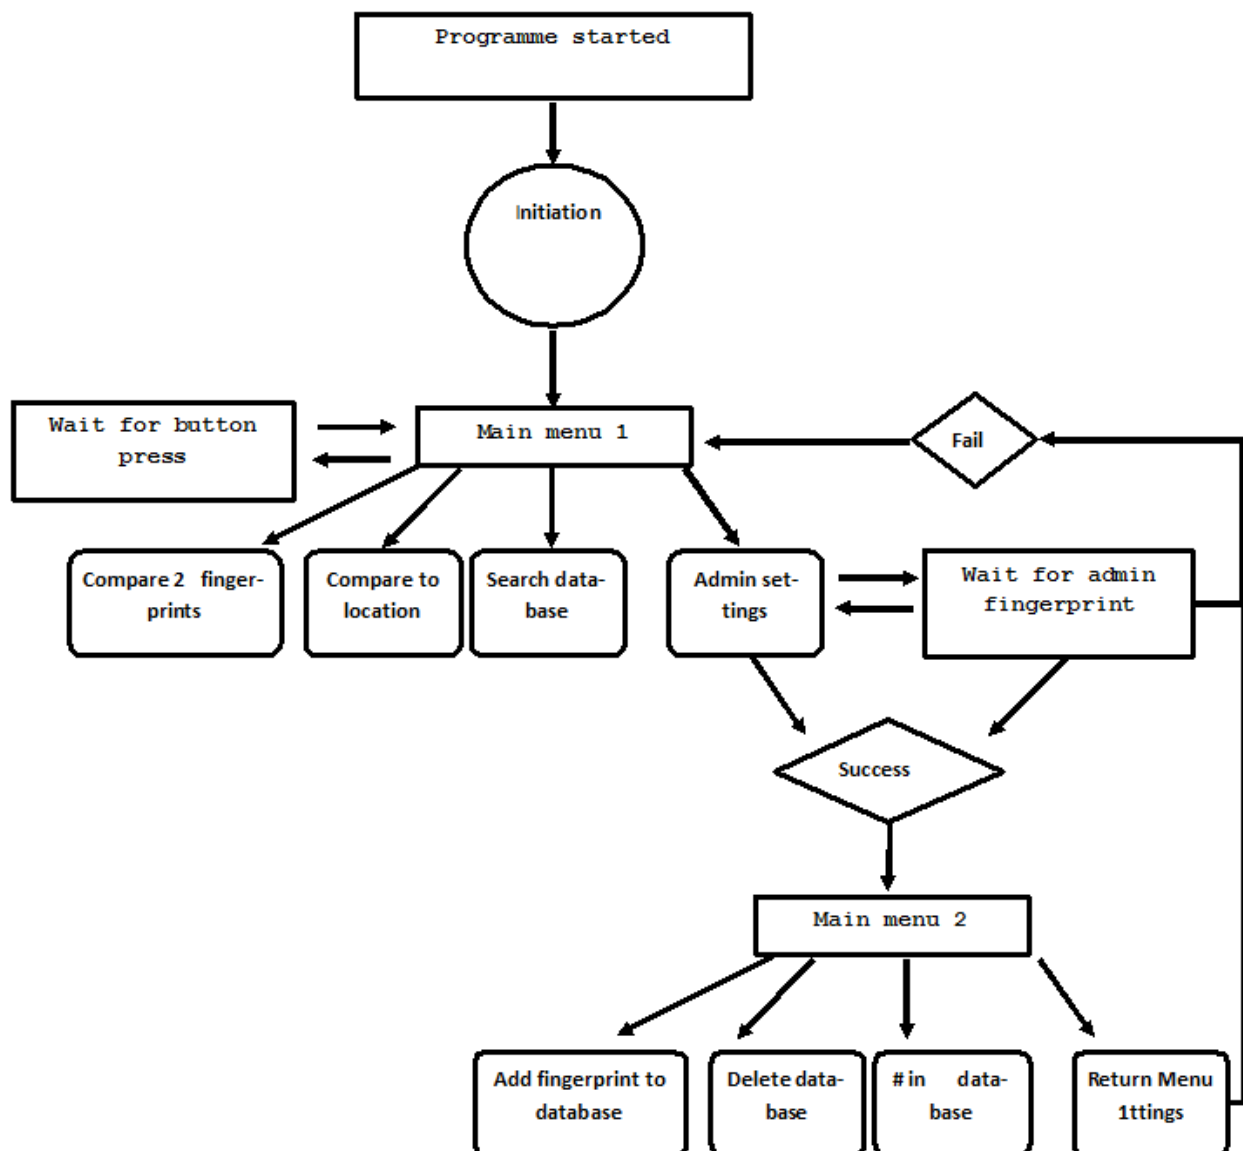 Programme started
Initiation
Wait for button
press
Main menu 1
Fail
Compare 2 finger-
prints
Compare to
location
Search data-
base
Admin set-
ttings
Wait for admin
fingerprint
Success
Main menu 2
Add fingerprint to
database
Delete data-
base
# in data-
base
Return Menu
1ttings